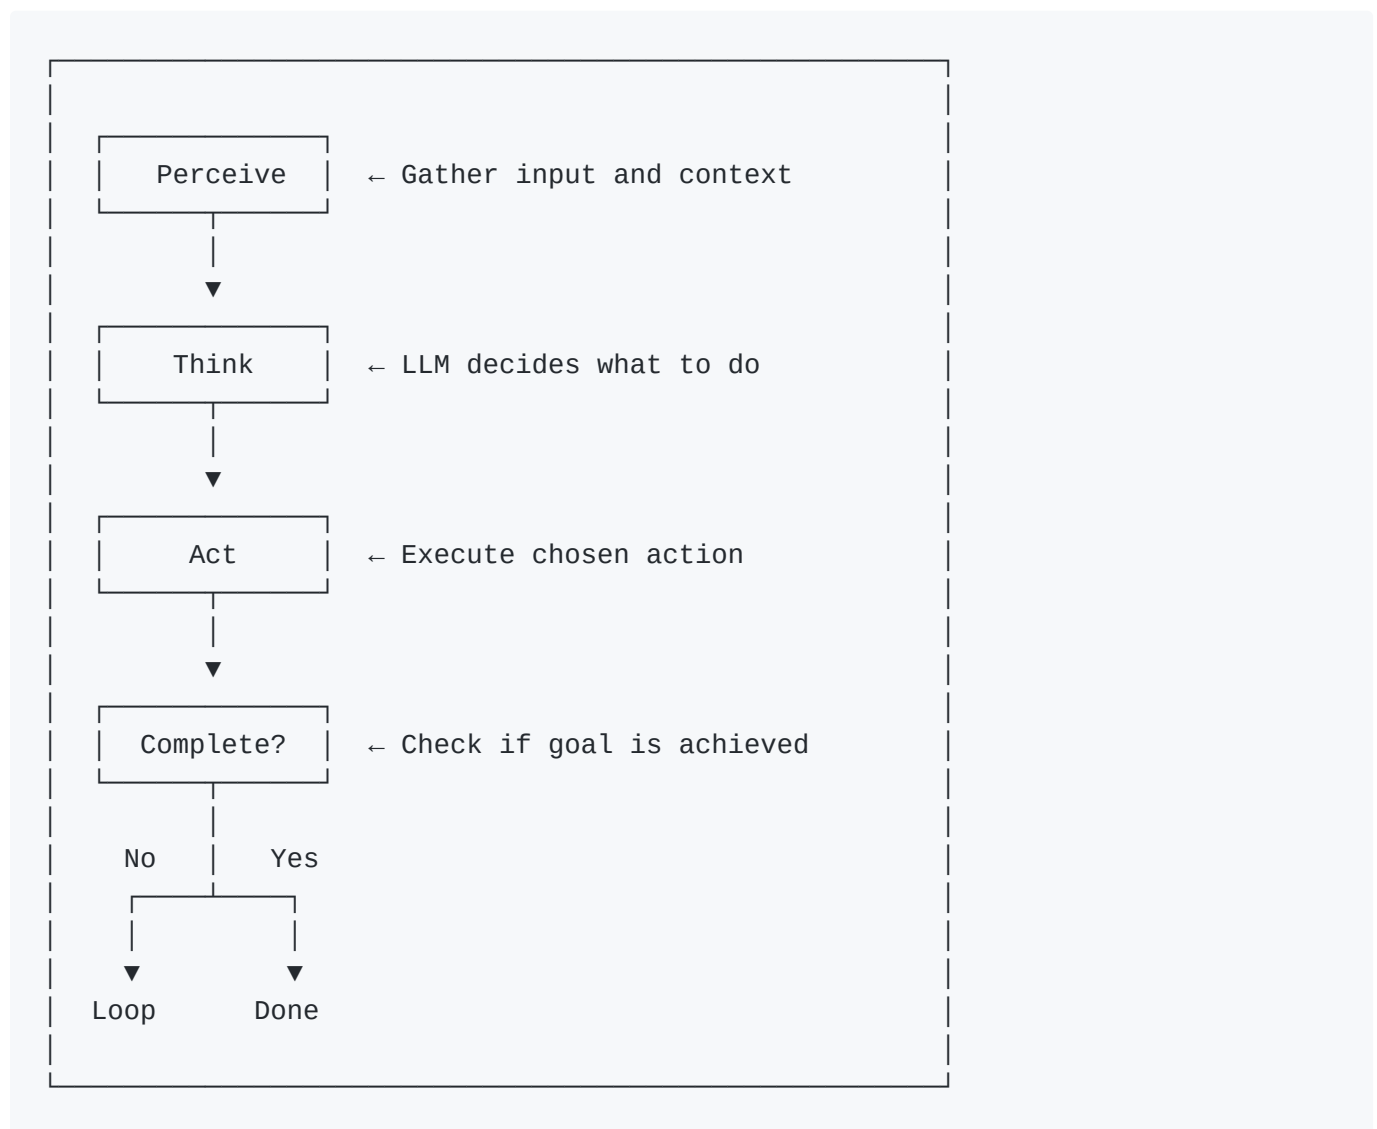 Perceive ← Gather input and context
Think ← LLM decides what to do
Act ← Execute chosen action
Complete? ← Check if goal is achieved
No Yes
Loop Done